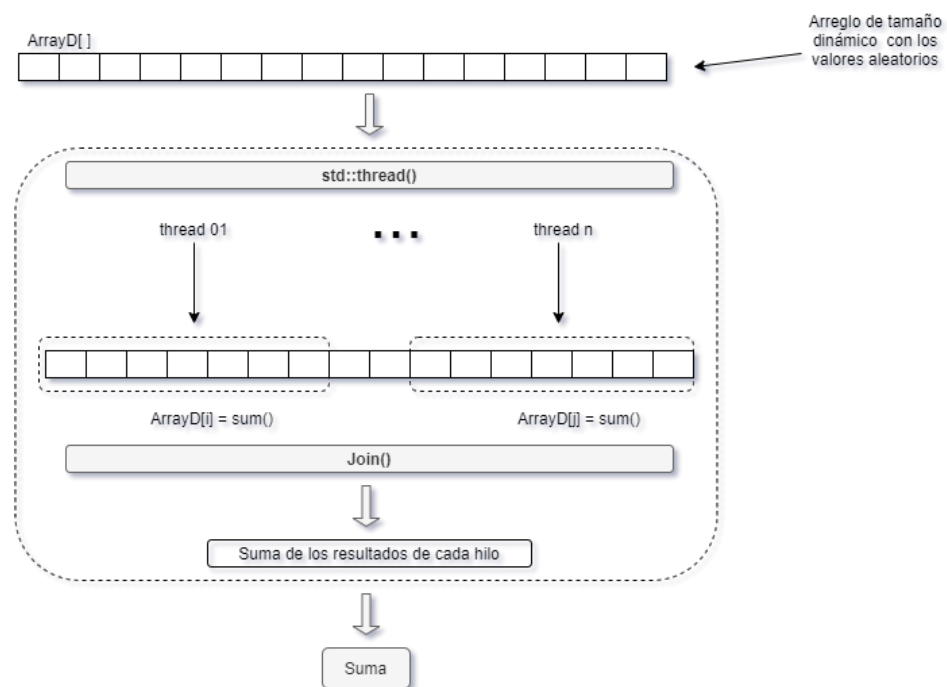 ArrayD[ ]
Arreglo de tamaño
dinámico con los
valores aleatorios
std::thread()
thread 01
...
thread n
ArrayD[i] = sum()
ArrayD[j] = sum()
Join()
Suma de los resultados de cada hilo
Suma